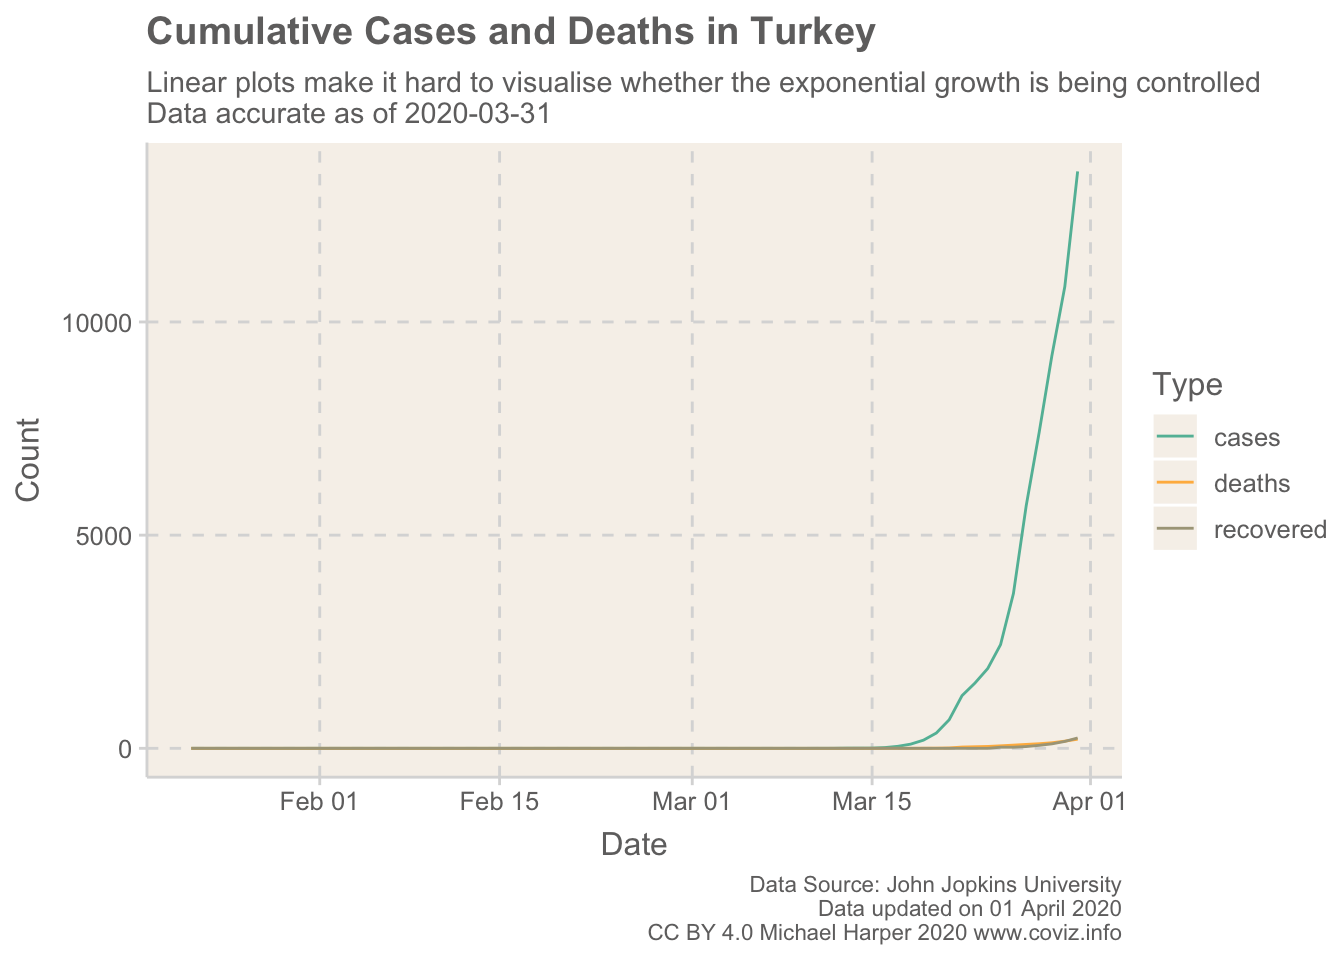 Cumulative Cases and Deaths in Turkey
Linear plots make it hard to visualise whether the exponential growth is being controlled
Data accurate as of 2020-03-31
Count
10000
5000
0
Feb 01
Feb 15
Mar 01
Mar 15
Apr 01
Date
Type
cases
deaths
recovered
Data Source: John Jopkins University
Data updated on 01 April 2020
CC BY 4.0 Michael Harper 2020 www.coviz.info